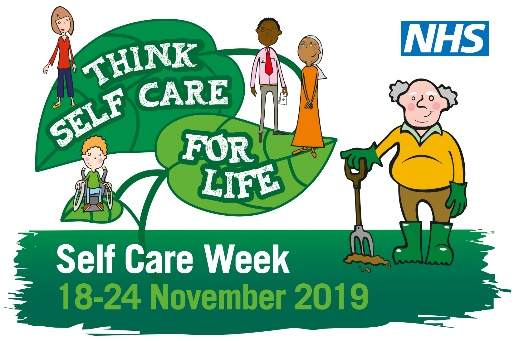 THINK
SELF CARE
FOR
LIFE
NHS
Self Care Week
18-24 November 2019